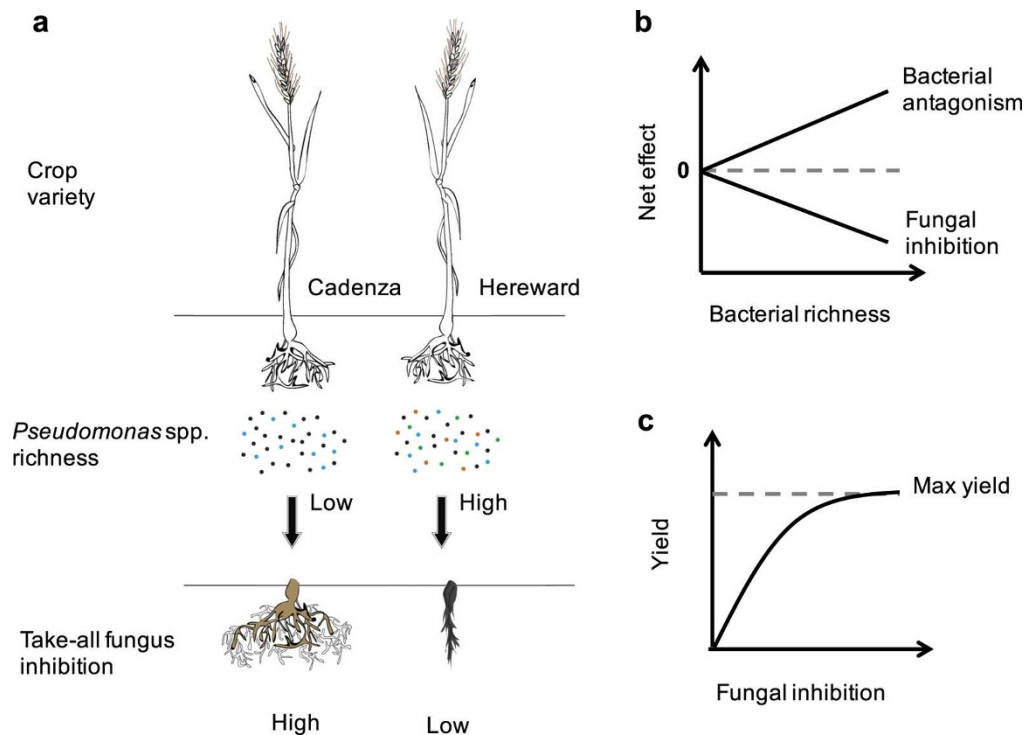 a
Crop
variety
Cadenza
Hereward
Pseudomonas spp.
richness
Low
High
Take-all fungus
inhibition
High
Low
b
Net effect
0
Bacterial
antagonism
Fungal
inhibition
Bacterial richness
c
Yield
Max yield
Fungal inhibition